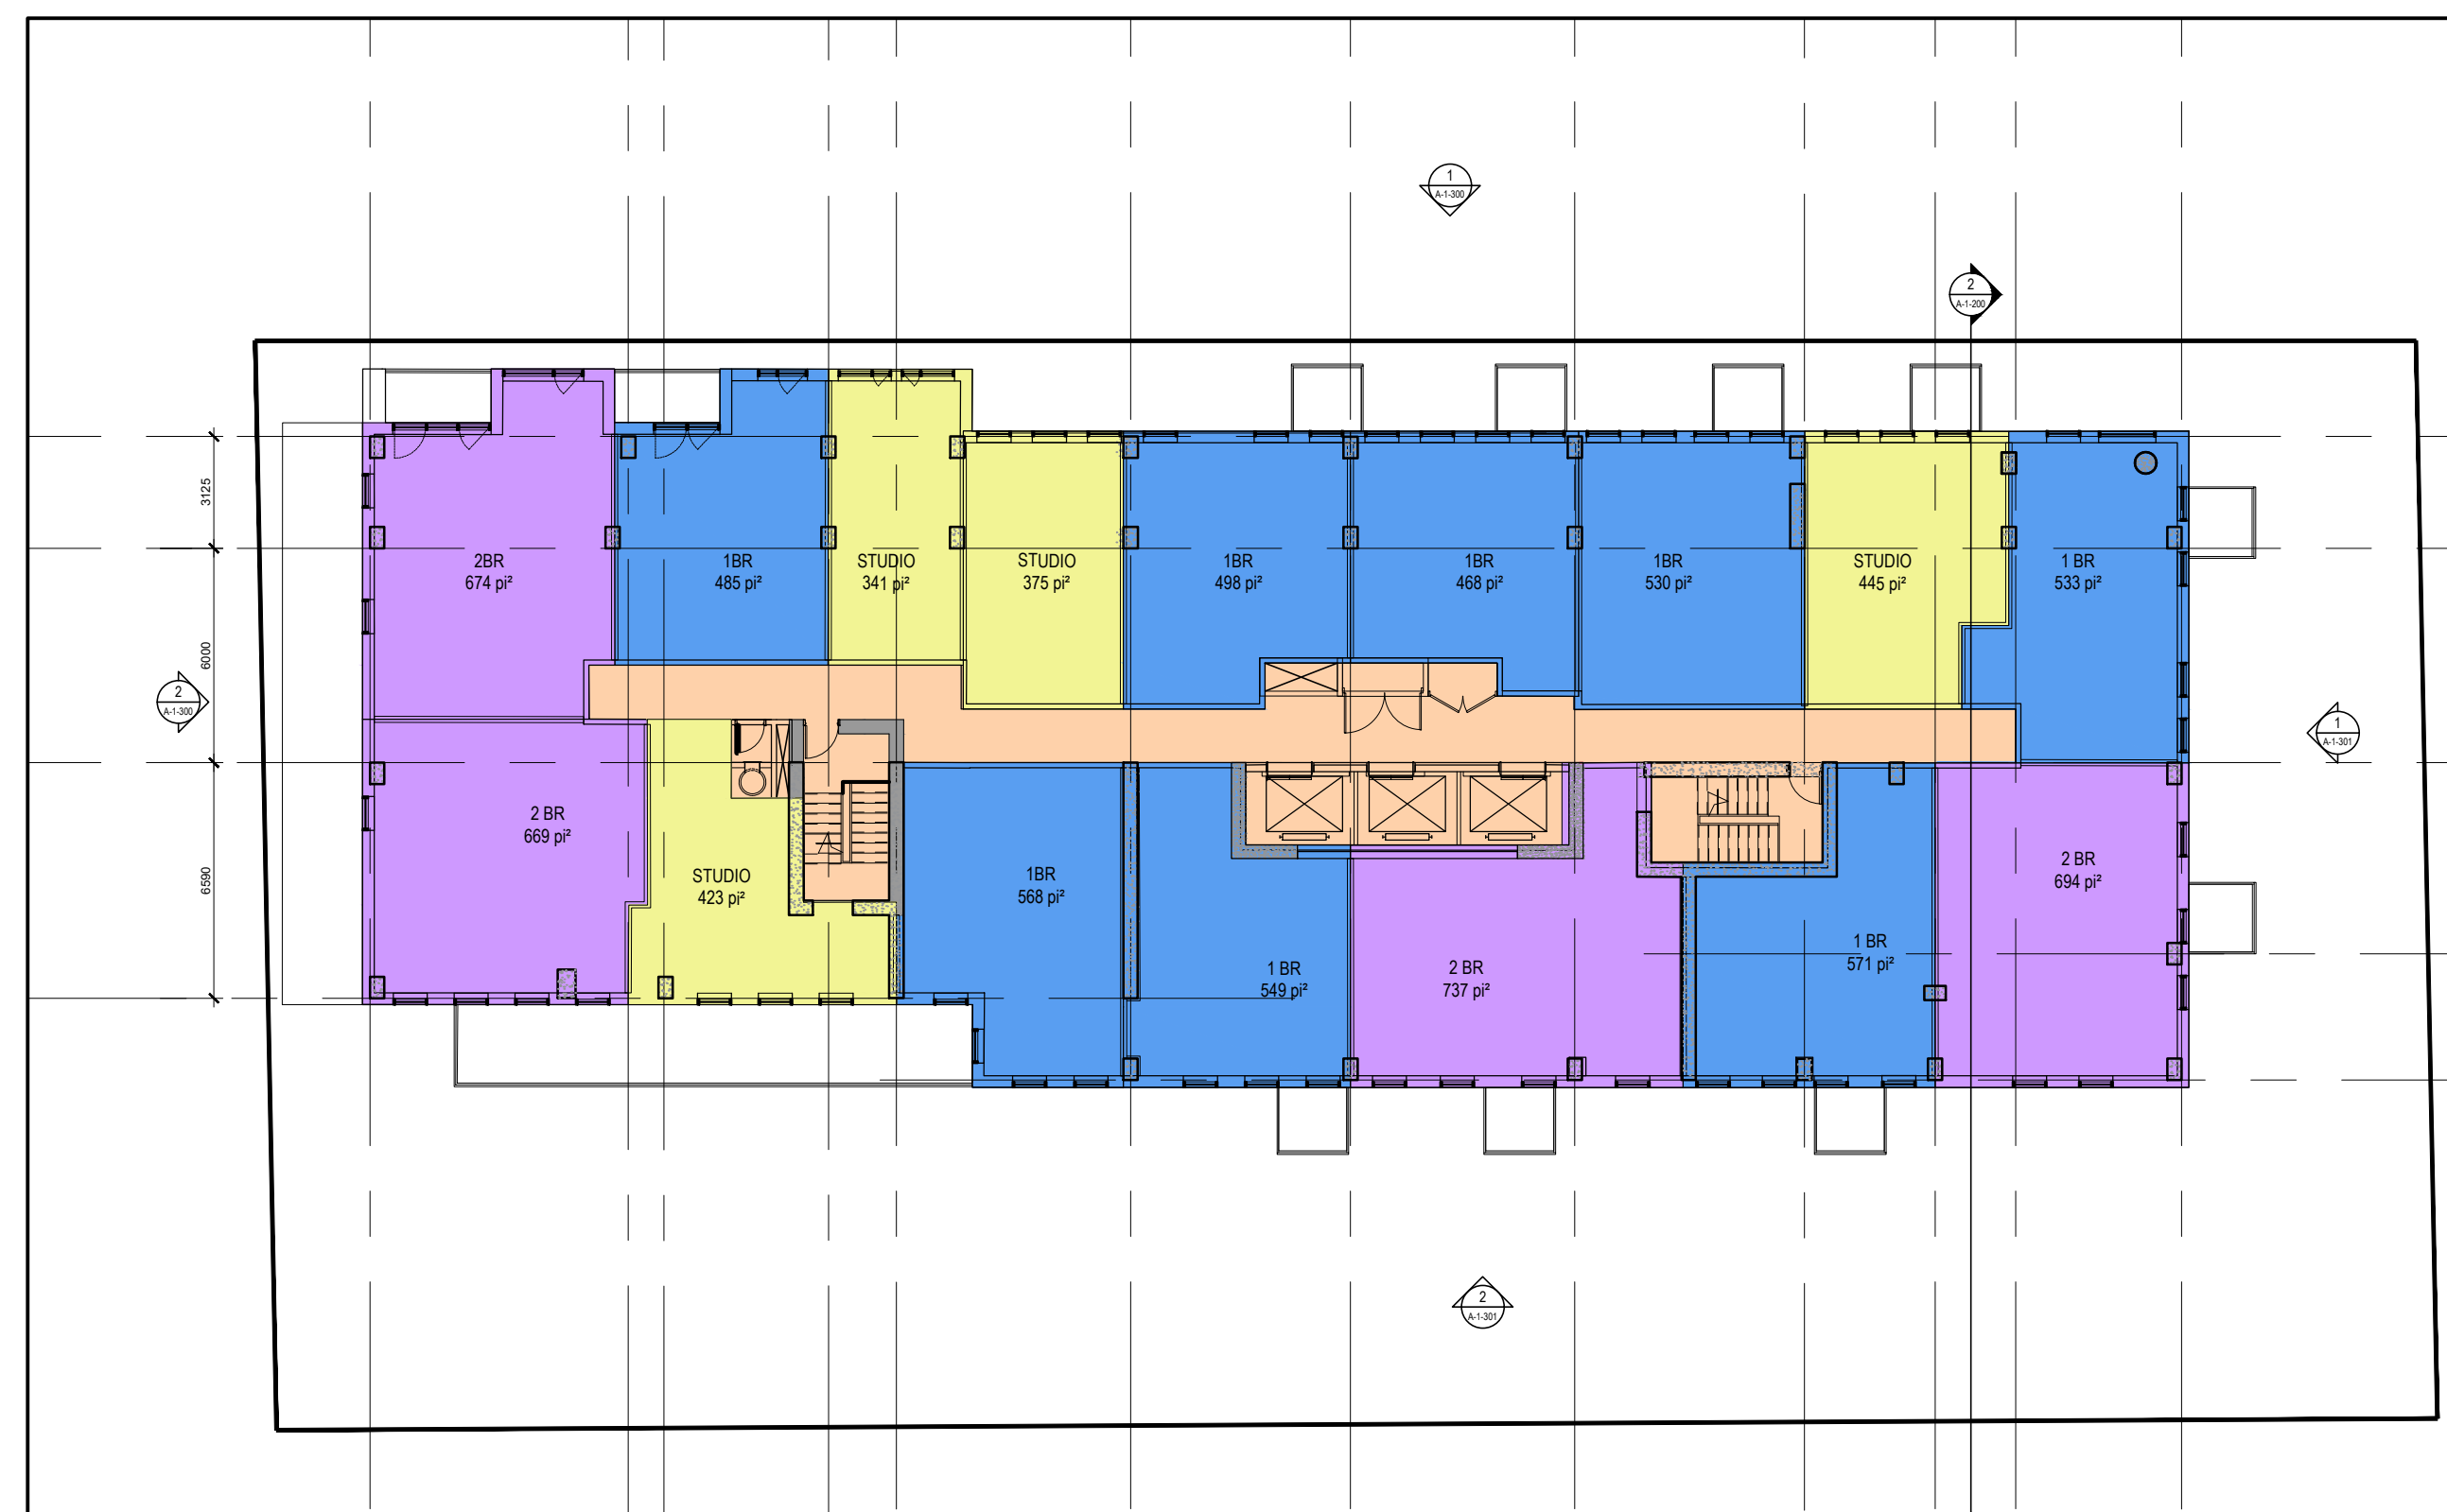 1
A-1-300
2
A-1-200
3125
6000
6590
2BR
674 pi²
1BR
485 pi²
STUDIO
341 pi²
STUDIO
375 pi²
1BR
498 pi²
1BR
468 pi²
1BR
530 pi²
STUDIO
445 pi²
1 BR
533 pi²
2
A-1-300
1
A-1-301
2 BR
669 pi²
STUDIO
423 pi²
1BR
568 pi²
1 BR
549 pi²
2 BR
737 pi²
1 BR
571 pi²
2 BR
694 pi²
2
A-1-301